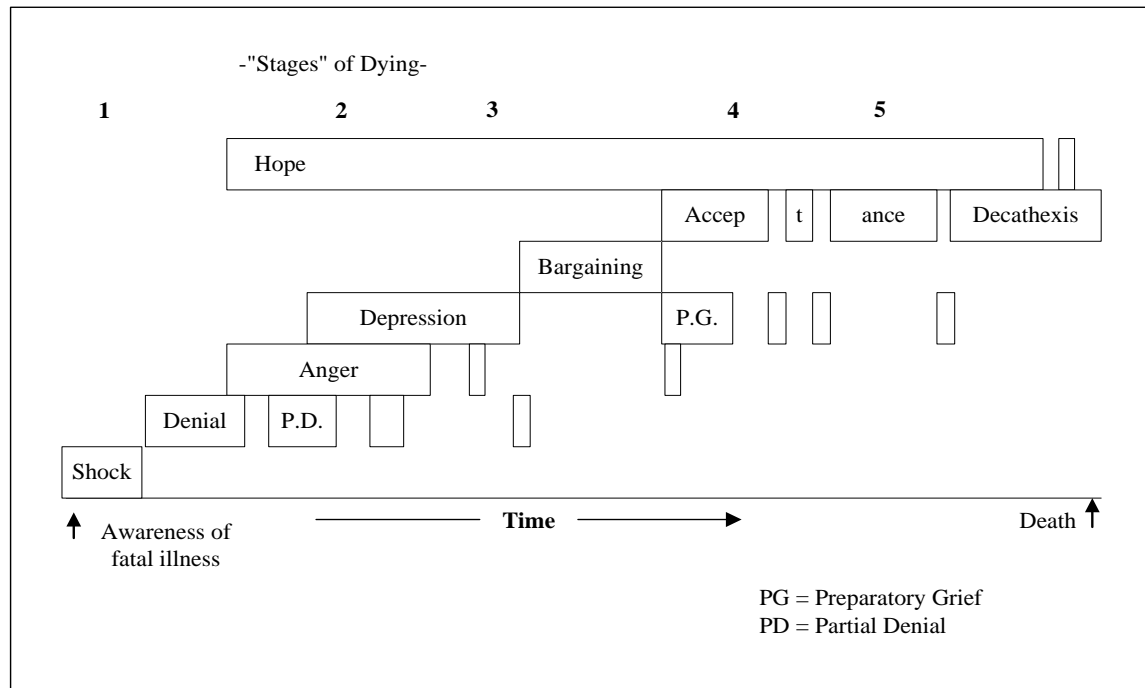 -"Stages" of Dying-
1 2 3 4 5
Hope
Accep t ance Decathexis
Bargaining
Depression P.G.
Anger
Denial P.D.
Shock
Awareness of Time Death
fatal illness
PG = Preparatory Grief
PD = Partial Denial